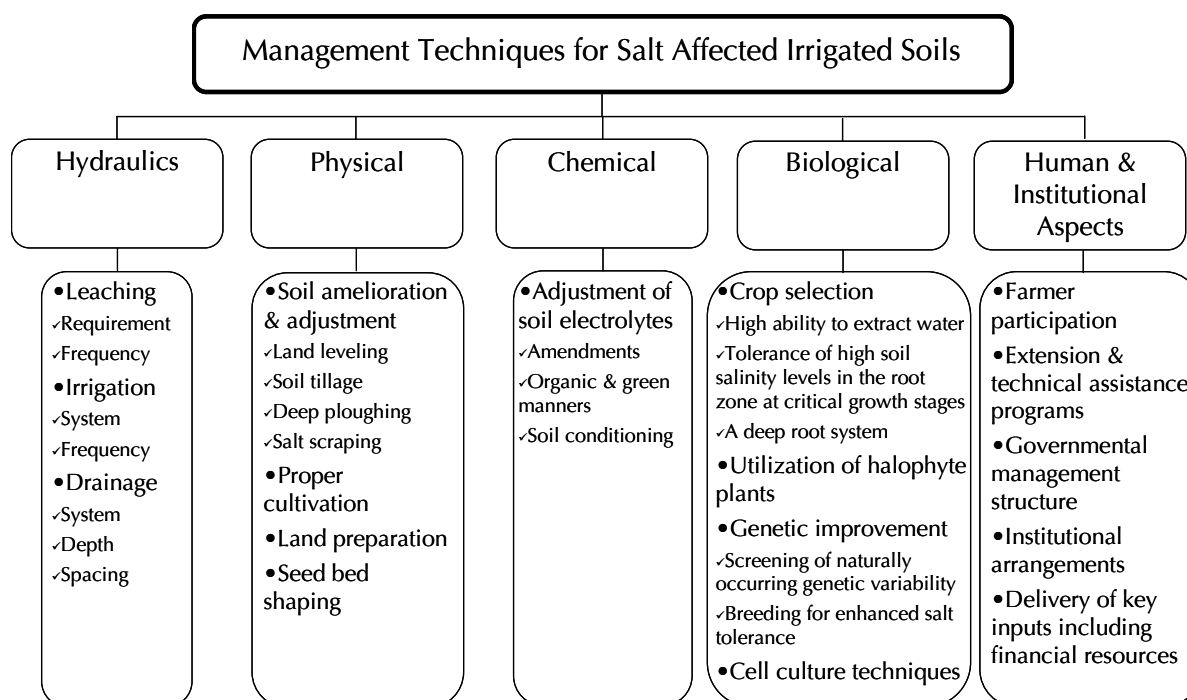 Management Techniques for Salt Affected Irrigated Soils
Hydraulics
Physical
Chemical
Biological
Human &
Institutional
Aspects
•Leaching
✓Requirement
✓Frequency
•Irrigation
✓System
✓Frequency
•Drainage
✓System
✓Depth
✓Spacing
•Soil amelioration
& adjustment
✓Land leveling
✓Soil tillage
✓Deep ploughing
✓Salt scraping
•Proper
cultivation
•Land preparation
•Seed bed
shaping
•Adjustment of
soil electrolytes
✓Amendments
✓Organic & green
manners
✓Soil conditioning
•Crop selection
✓High ability to extract water
✓Tolerance of high soil
salinity levels in the root
zone at critical growth stages
✓A deep root system
•Utilization of halophyte
plants
•Genetic improvement
✓Screening of naturally
occurring genetic variability
✓Breeding for enhanced salt
tolerance
•Cell culture techniques
•Farmer
participation
•Extension &
technical assistance
programs
•Governmental
management
structure
•Institutional
arrangements
•Delivery of key
inputs including
financial resources